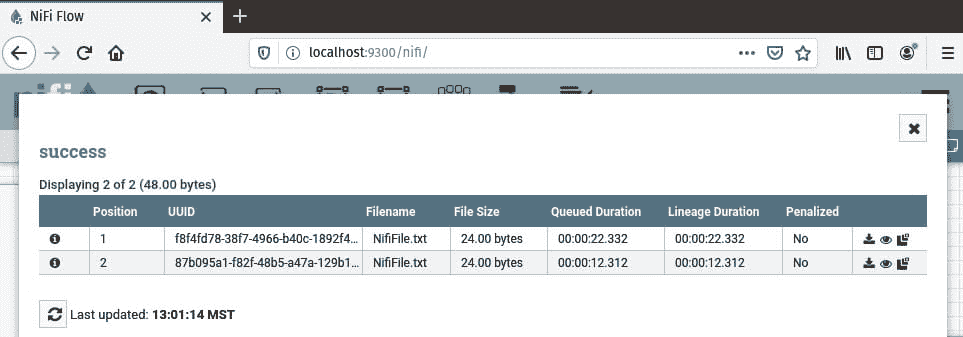 NiFi Flow
localhost:9300/nifi/
nifi
success
Displaying 2 of 2 (48.00 bytes)
Position UUID Filename File Size Queued Duration Lineage Duration Penalized
1 f8f4fd78-38f7-4966-b40c-1892f4... NifiFile.txt 24.00 bytes 00:00:22.332 00:00:22.332 No
2 87b095a1-f82f-48b5-a47a-129b1... NifiFile.txt 24.00 bytes 00:00:12.312 00:00:12.312 No
Last updated: 13:01:14 MST